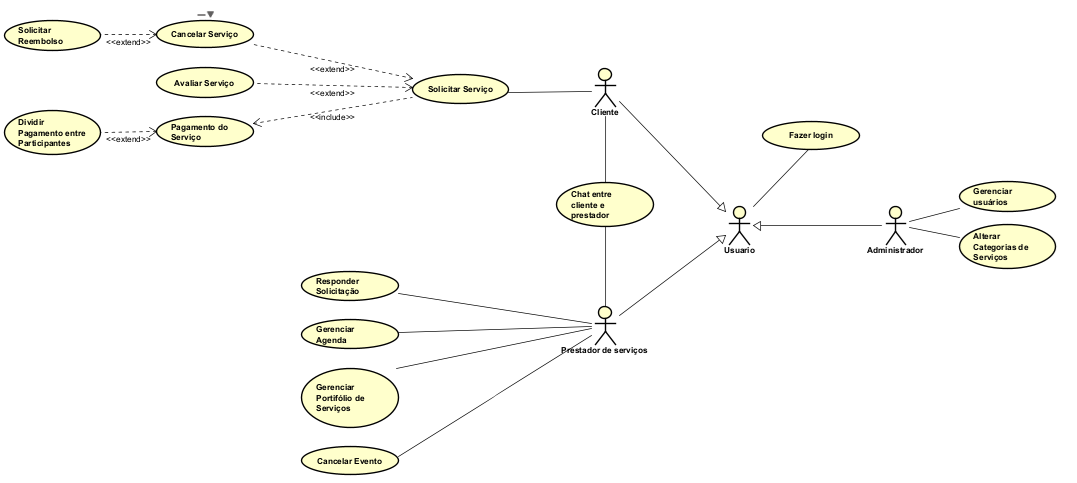 Solicitar
Reembolso
<<extend>>
Cancelar Serviço
<<extend>>
Avaliar Serviço
<<extend>>
Solicitar Serviço
Dividir
Pagamento entre
Participantes
<<extend>>
Pagamento do
Serviço
<<include>>
Cliente
Fazer login
Chat entre
cliente e
prestador
Usuario
Administrador
Gerenciar
usuários
Alterar
Categorias de
Serviços
Responder
Solicitação
Gerenciar
Agenda
Gerenciar
Portifólio de
Serviços
Cancelar Evento
Prestador de serviços